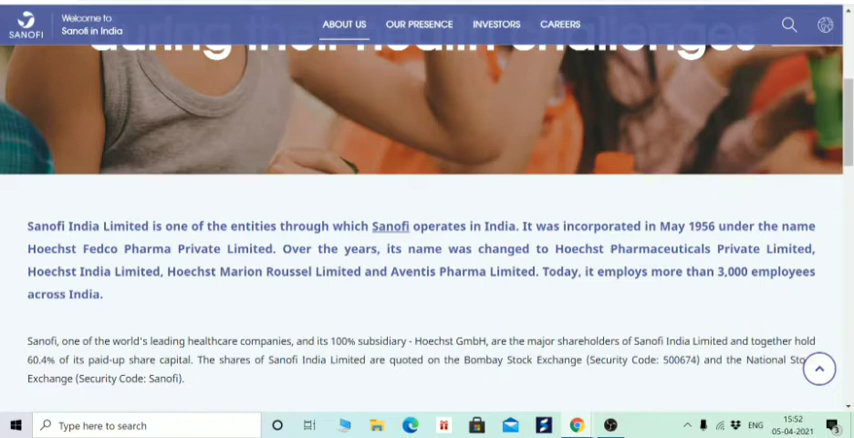 SANOFI
Welcome to
Sanofi in India
ABOUT US
OUR PRESENCE
INVESTORS
CAREERS
during their health challenges
Sanofi India Limited is one of the entities through which Sanofi operates in India. It was incorporated in May 1956 under the name
Hoechst Fedco Pharma Private Limited. Over the years, its name was changed to Hoechst Pharmaceuticals Private Limited,
Hoechst India Limited, Hoechst Marion Roussel Limited and Aventis Pharma Limited. Today, it employs more than 3,000 employees
across India.
Sanofi, one of the world's leading healthcare companies, and its 100% subsidiary - Hoechst GmbH, are the major shareholders of Sanofi India Limited and together hold
60.4% of its paid-up share capital. The shares of Sanofi India Limited are quoted on the Bombay Stock Exchange (Security Code: 500674) and the National Sto
Exchange (Security Code: Sanofi).
Type here to search
ENG
15:52
05-04-2021
3